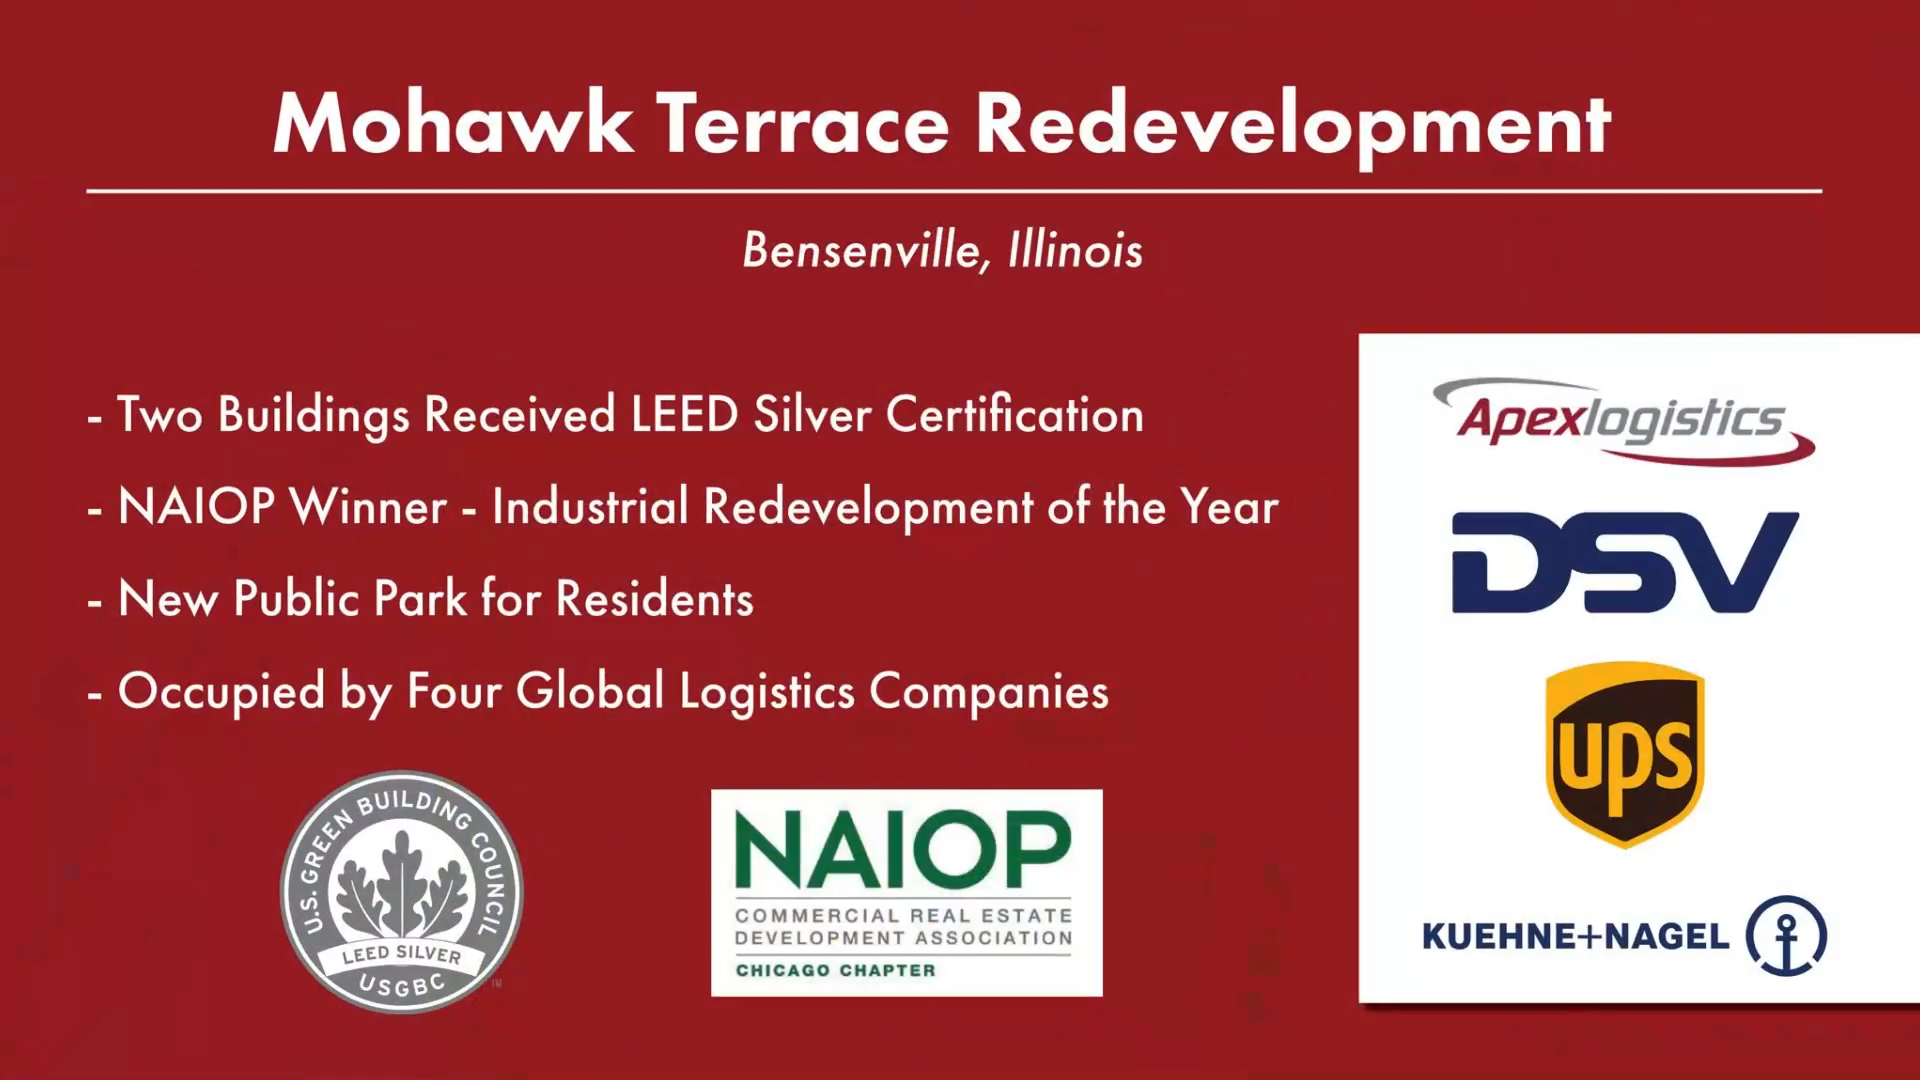 Mohawk Terrace Redevelopment
Bensenville, Illinois
- Two Buildings Received LEED Silver Certification
- NAIOP Winner - Industrial Redevelopment of the Year
- New Public Park for Residents
- Occupied by Four Global Logistics Companies
U.S. GREEN BUILDING COUNCIL
LEED SILVER
USGBC
TM
NAIOP
COMMERCIAL REAL ESTATE
DEVELOPMENT ASSOCIATION
CHICAGO CHAPTER
Apexlogistics
DSV
ups
KUEHNE+NAGEL